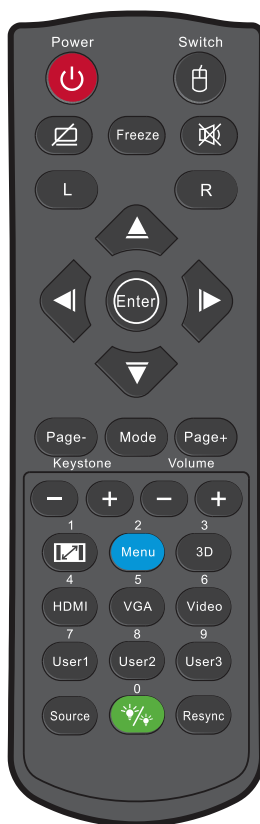 Power Switch
Freeze
L R
Enter
Page- Mode Page+
Keystone Volume
- + - +
1 2 3
Menu 3D
4 5 6
HDMI VGA Video
7 8 9
User1 User2 User3
0
Source Resync